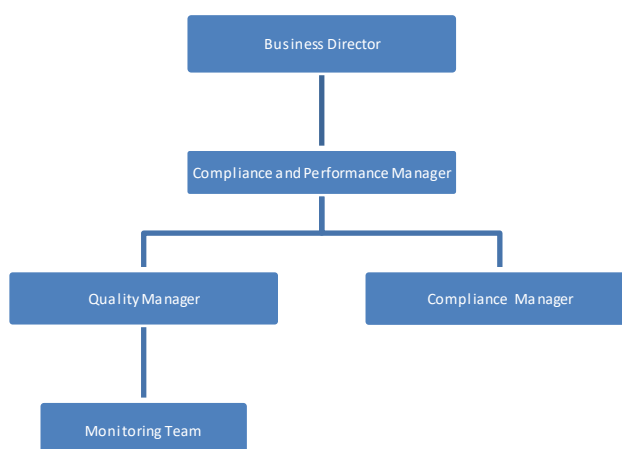 Business Director
Compliance and Performance Manager
Quality Manager
Compliance Manager
Monitoring Team